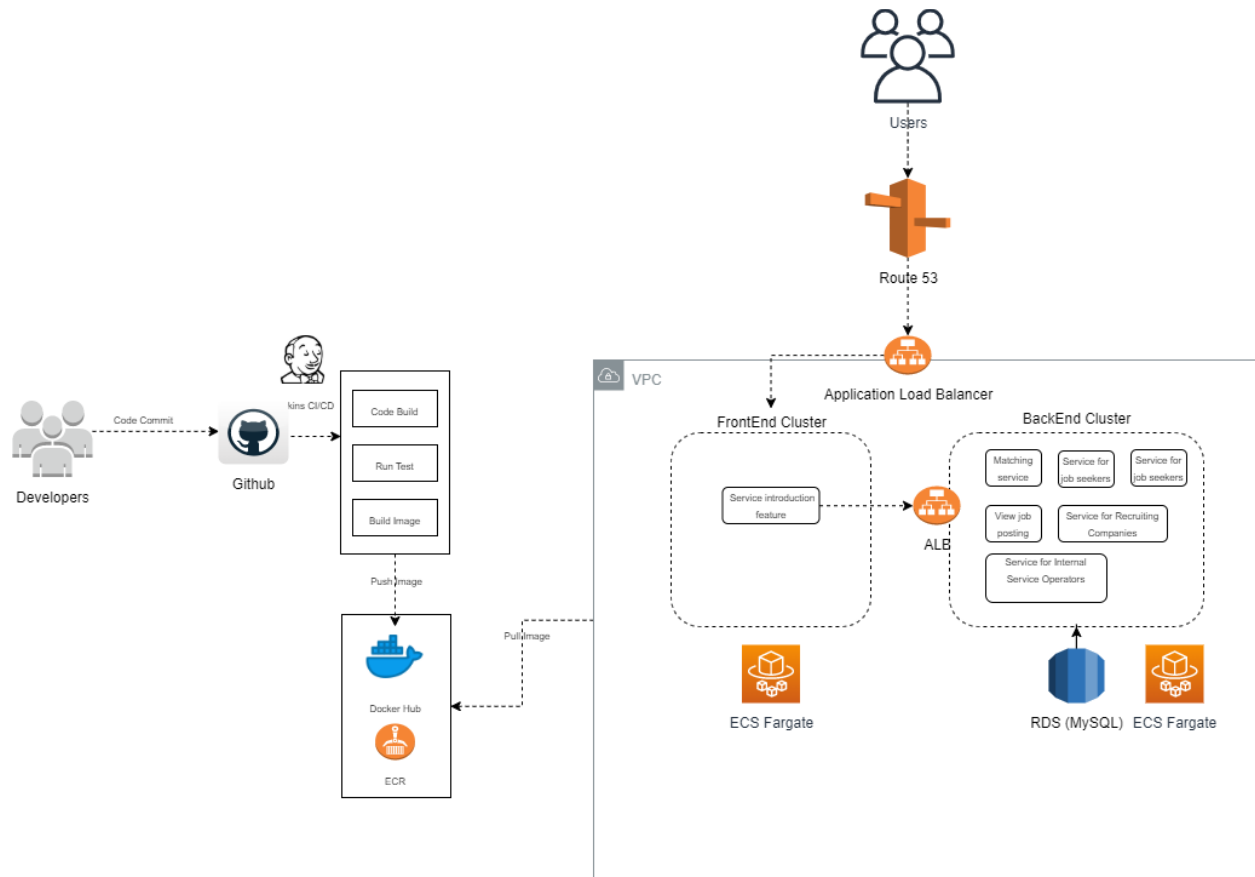 Users
Route 53
VPC
Application Load Balancer
FrontEnd Cluster
BackEnd Cluster
kins CI/CD
Code Build
Code Commit
Run Test
Github
Developers
Build Image
Push Image
Pull Image
Docker Hub
ECR
Service introduction
feature
ALB
Matching
service
Service for
job seekers
Service for
job seekers
View job
posting
Service for Recruiting
Companies
Service for Internal
Service Operators
ECS Fargate
RDS (MySQL)
ECS Fargate